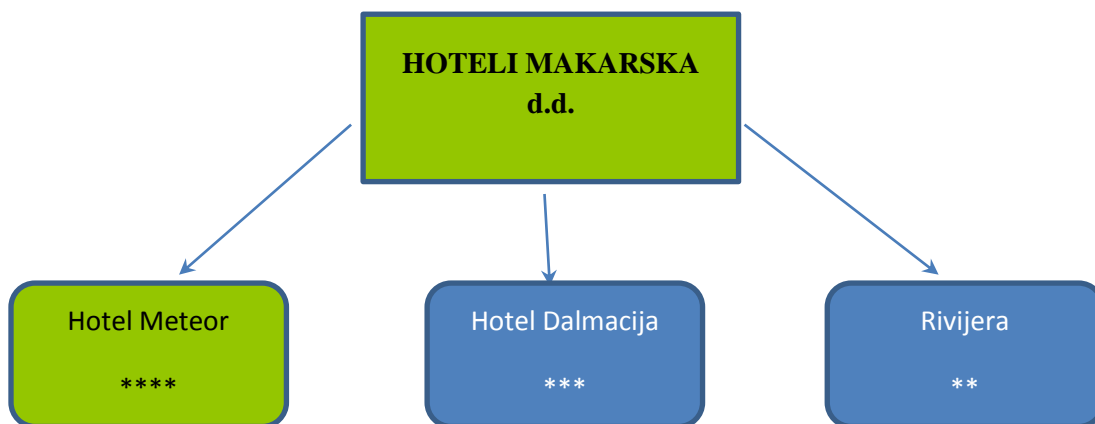 HOTELI MAKARSKA
d.d.
Hotel Meteor
****
Hotel Dalmacija
***
Rivijera
**